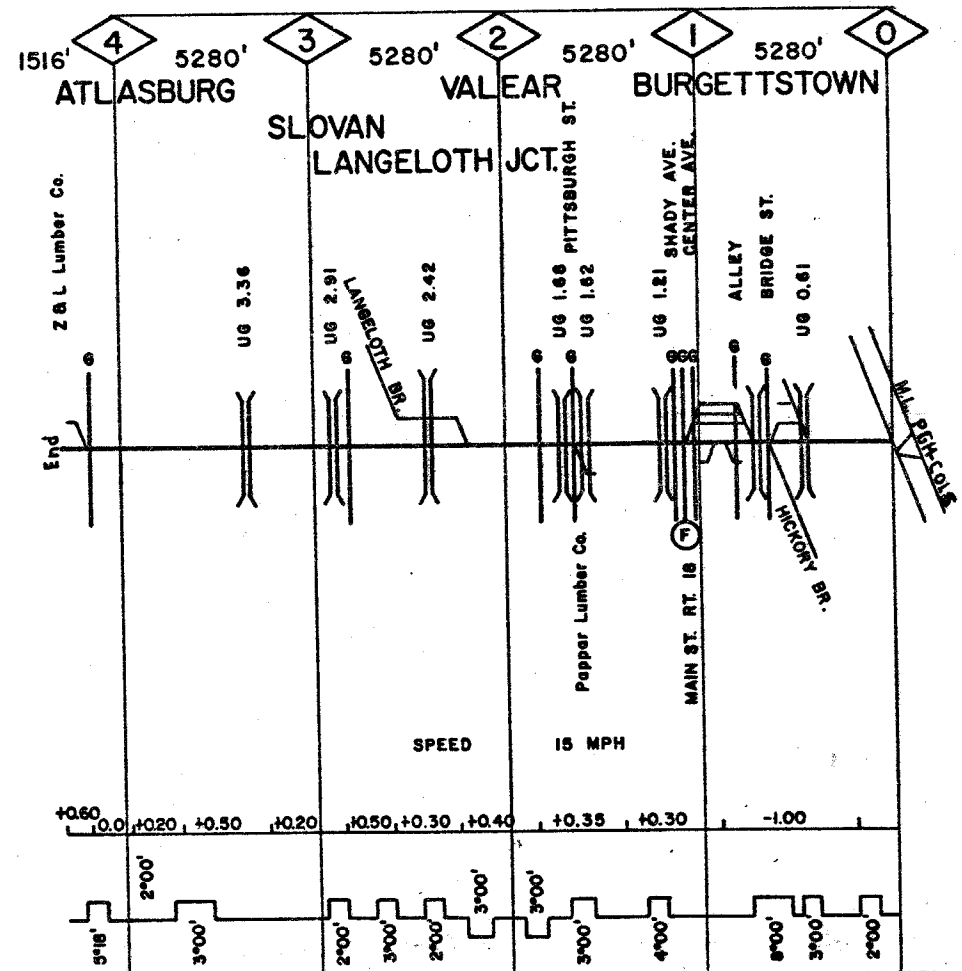 4 3 2 1 0
1516' 5280' 5280' 5280' 5280'
ATLASBURG
VALEAR
BURGETTSTOWN
SLOVAN
LANGELOTH JCT.
Z & L Lumber Co.
G
UG 3.36
UG 2.91
G
LANGELOTH BR.
UG 2.42
G
UG 1.68
PITTSBURGH ST.
G
UG 1.62
UG 1.21
SHADY AVE.
CENTER AVE.
GGG
ALLEY
G
BRIDGE ST.
G
UG 0.61
M.L. PGH-Cols
End
HICKORY BR.
Pappar Lumber Co.
F
MAIN ST. RT. 18
SPEED 15 MPH
+0.60 0.0 +0.20 +0.50 +0.20 +0.50 +0.30 +0.40 +0.35 +0.30 -1.00
5°18' 2°00' 3°00' 2°00' 3°00' 2°00' 3°00' 3°00' 3°00' 4°00' 8°00' 3°00' 2°00'